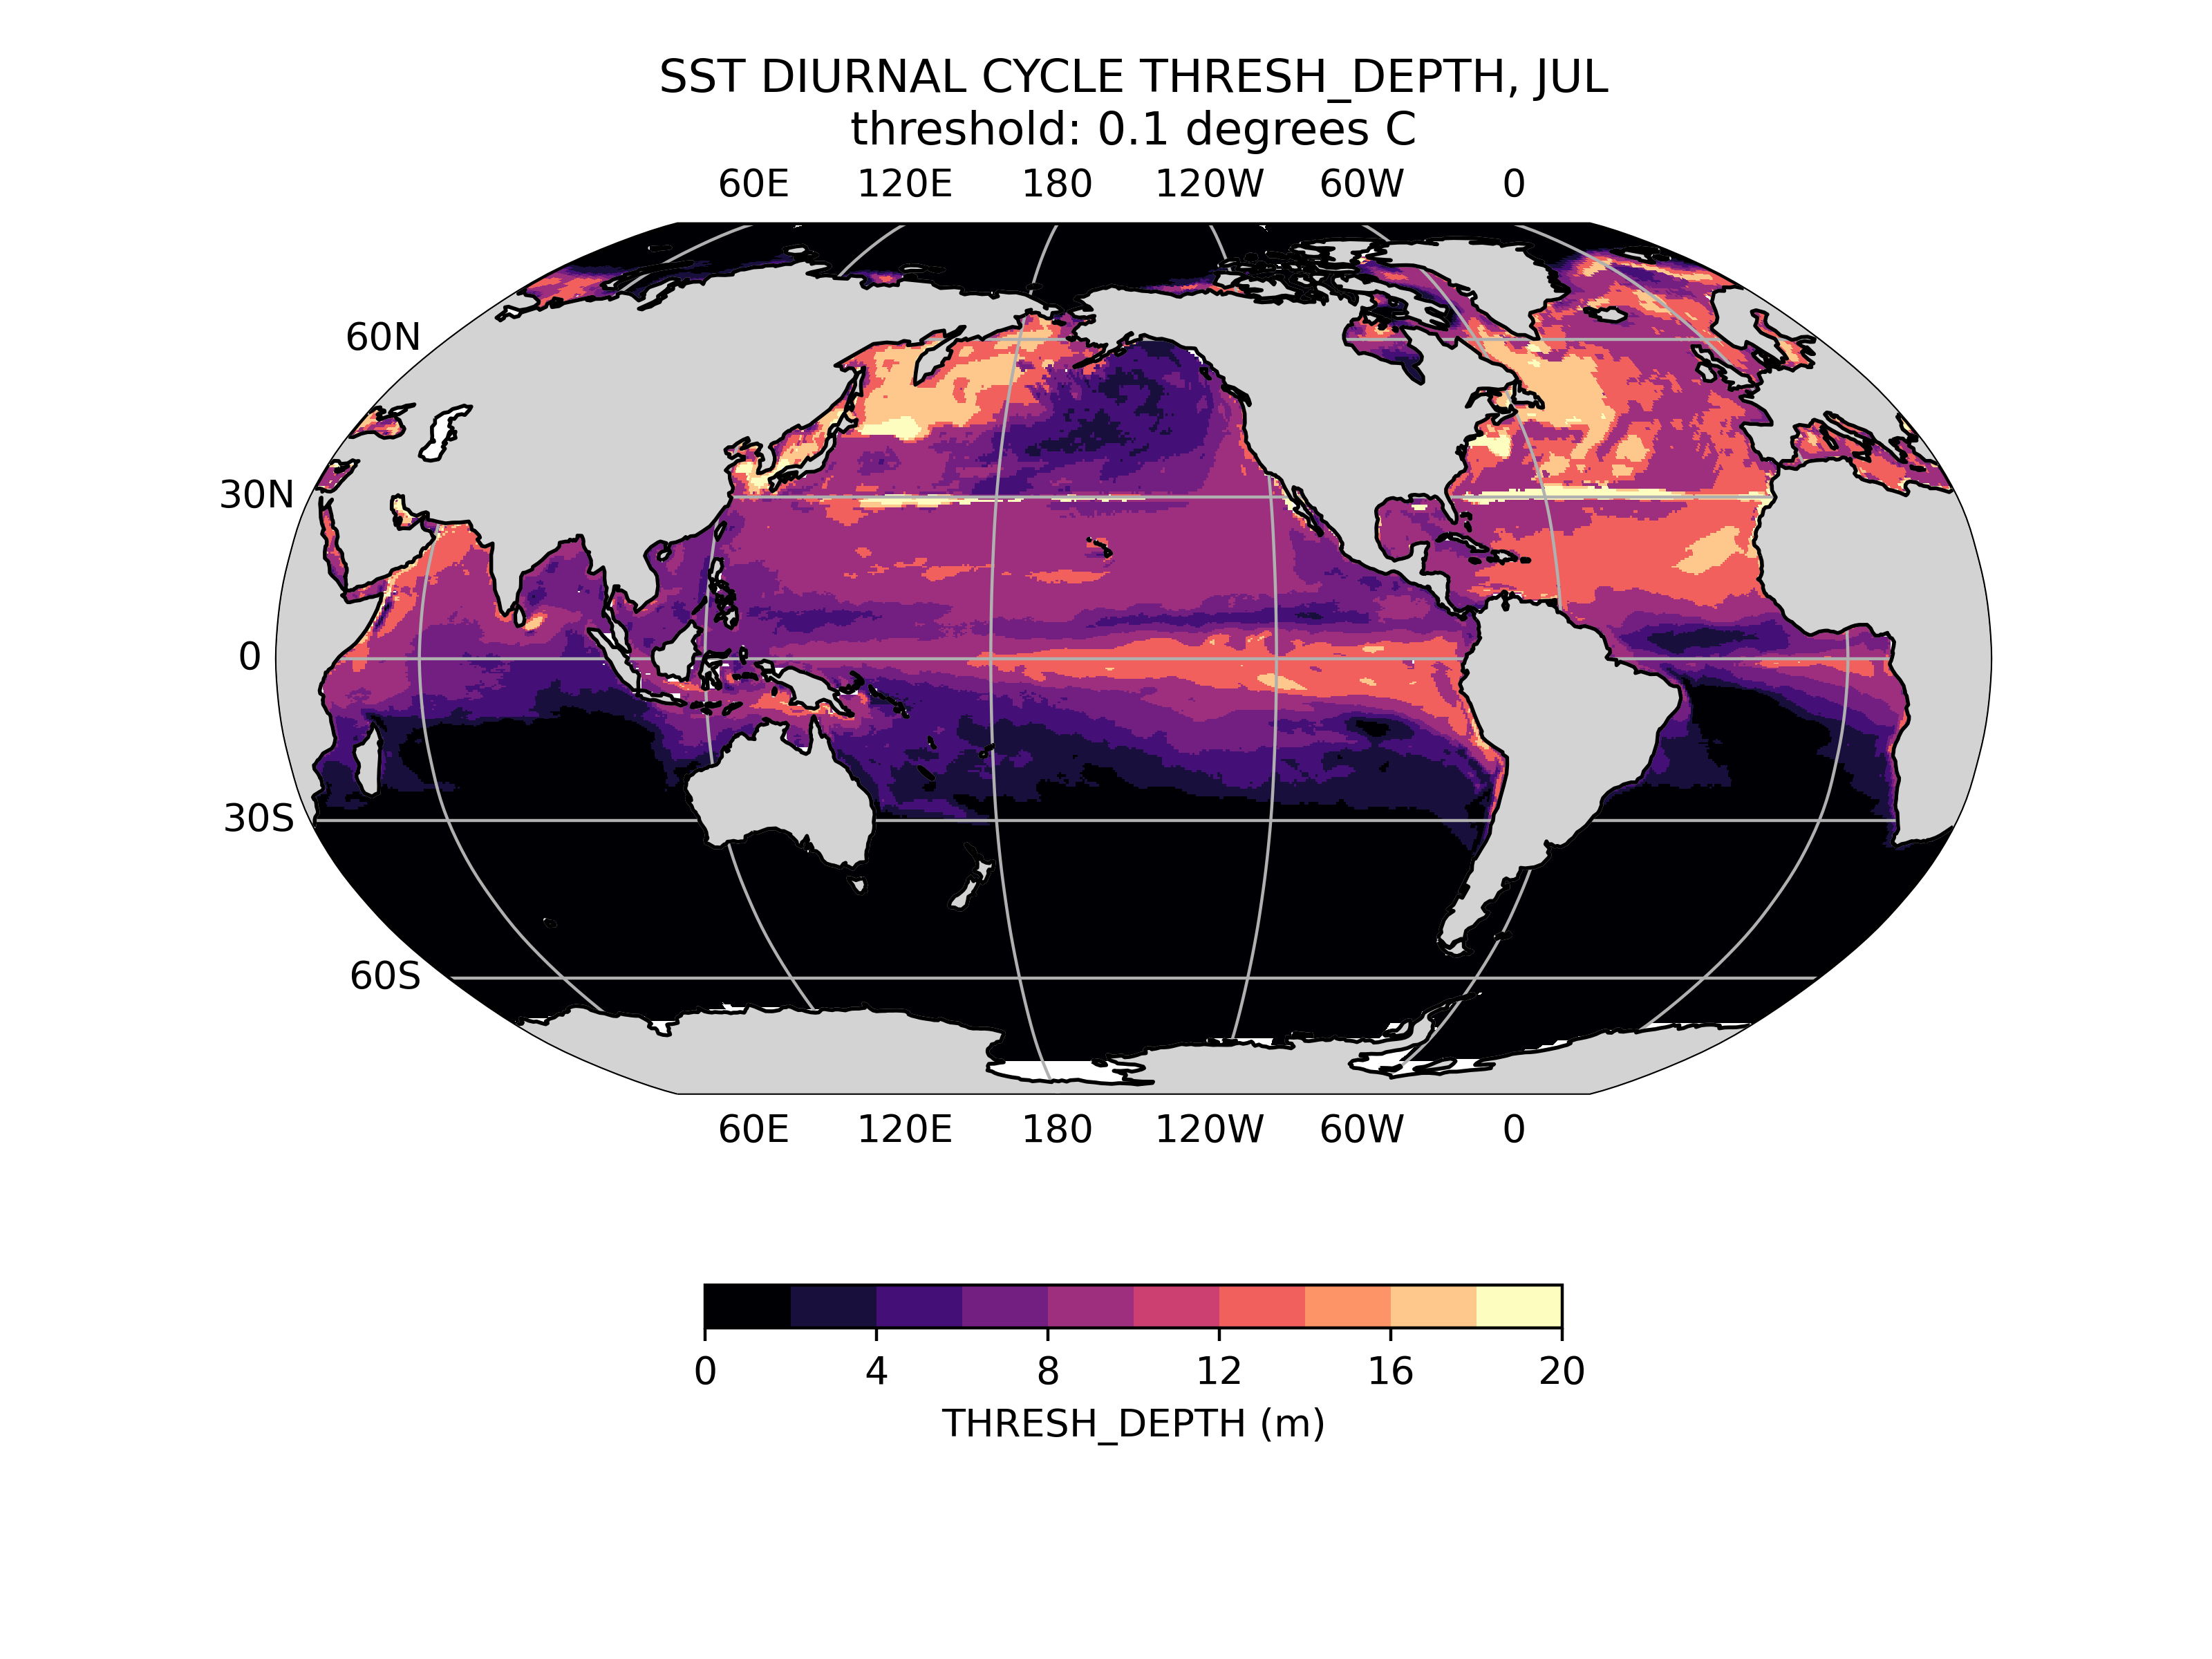 SST DIURNAL CYCLE THRESH_DEPTH, JUL
threshold: 0.1 degrees C
60E 120E 180 120W 60W 0
60N
30N
0
30S
60S
60E 120E 180 120W 60W 0
0 4 8 12 16 20
THRESH_DEPTH (m)